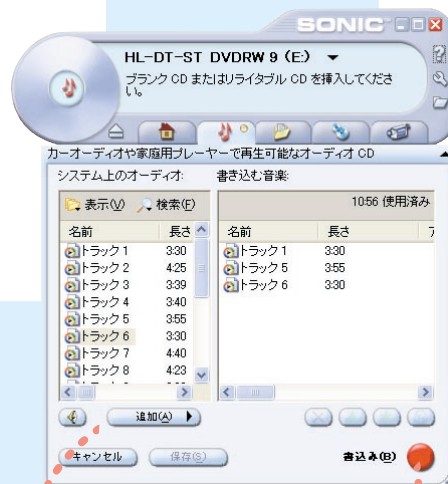 SONIC
HL-DT-ST DVDRW 9 (E:)
ブランク CD またはリライタブル CD を挿入してくださ
い。
カーオーディオや家庭用プレーヤーで再生可能なオーディオ CD
システム上のオーディオ: 書き込む音楽:
表示(V) 検索(F) 10:56 使用済み
名前 長さ 名前 長さ
トラック 1 3:30 トラック 1 3:30
トラック 2 4:25 トラック 5 3:55
トラック 3 3:39 トラック 6 3:30
トラック 4 3:40
トラック 5 3:55
トラック 6 3:30
トラック 7 4:40
トラック 8 4:23
追加(A)
キャンセル 保存(S) 書込み(B)